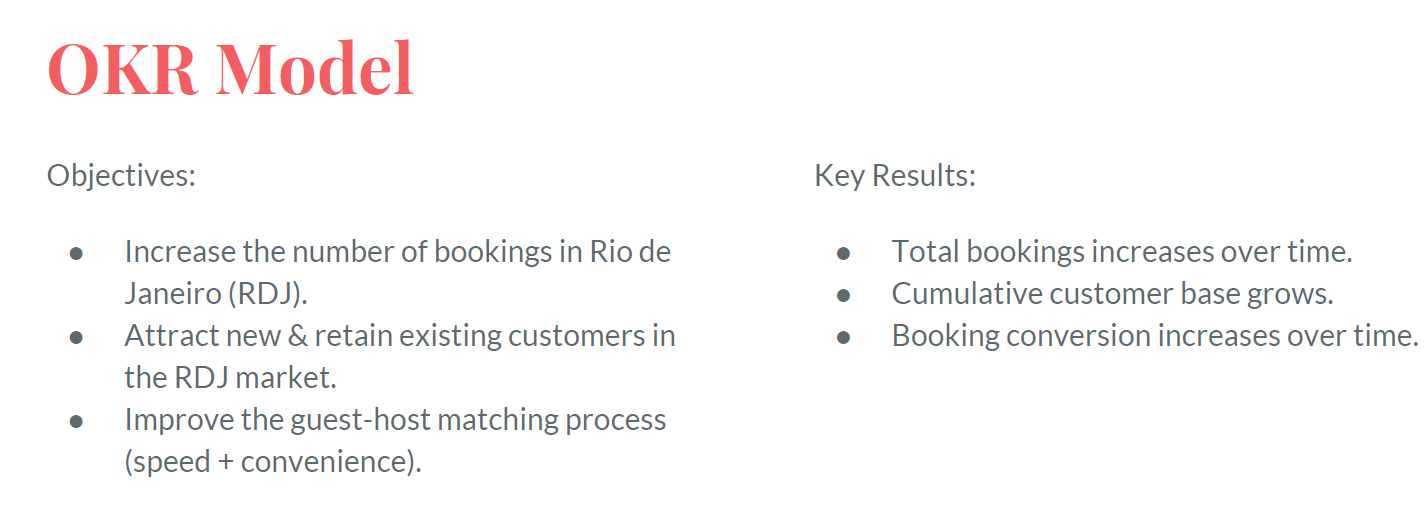 OKR Model
Objectives:
● Increase the number of bookings in Rio de
Janeiro (RDJ).
● Attract new & retain existing customers in
the RDJ market.
● Improve the guest-host matching process
(speed + convenience).
Key Results:
● Total bookings increases over time.
● Cumulative customer base grows.
● Booking conversion increases over time.